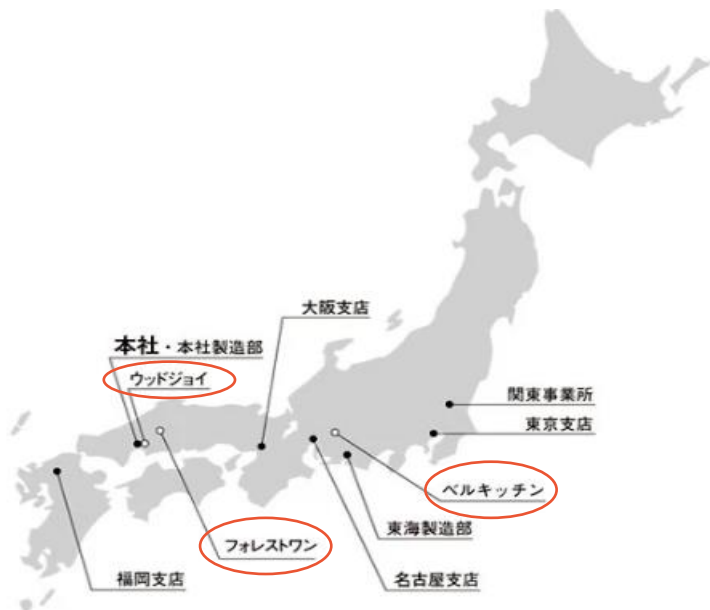 大阪支店
本社・本社製造部
ウッドジョイ
関東事業所
東京支店
ベルキッチン
東海製造部
フォレストワン
福岡支店
名古屋支店